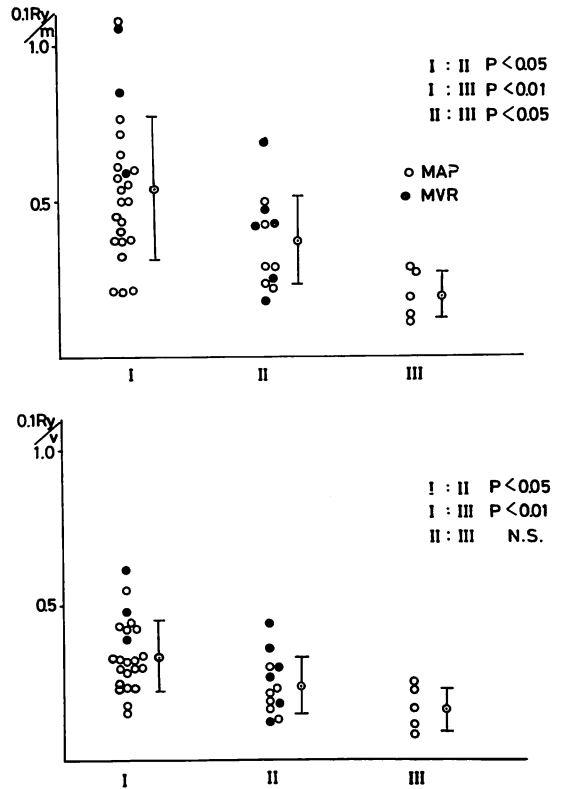 0.1Ry/m
1.0
I : II P<0.05
I : III P<0.01
II : III P<0.05
MAP
MVR
0.5
I II III
0.1Ry/v
1.0
I : II P<0.05
I : III P<0.01
II : III N.S.
0.5
I II III